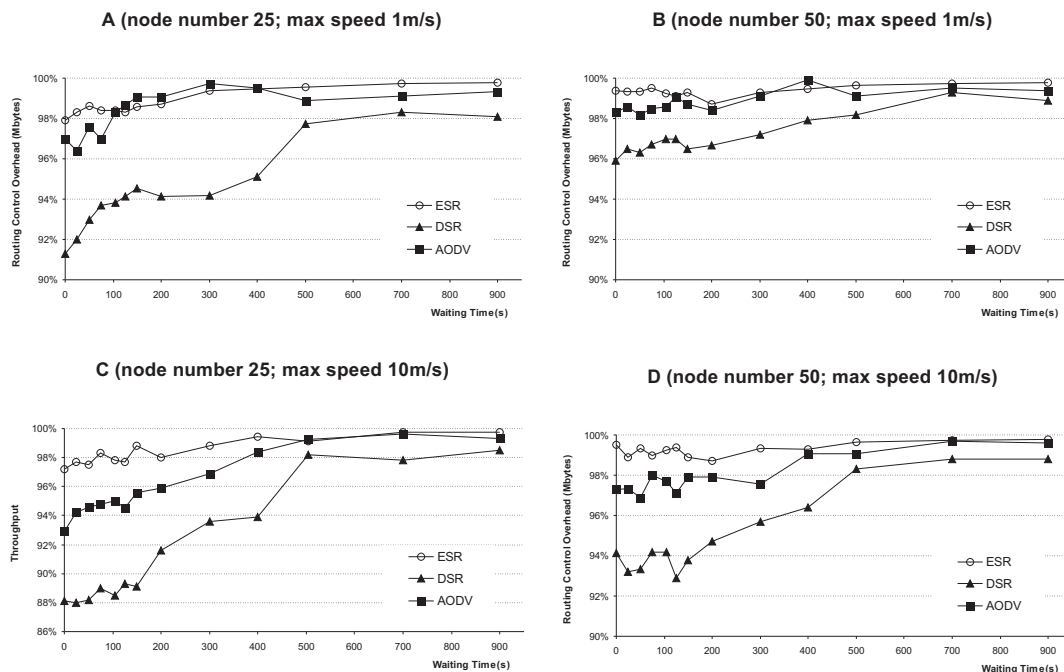 A (node number 25; max speed 1m/s)
Routing Control Overhead (Mbytes)
100%
98%
96%
94%
92%
90%
0 100 200 300 400 500 600 700 800 900
Waiting Time(s)
ESR
DSR
AODV
B (node number 50; max speed 1m/s)
Routing Control Overhead (Mbytes)
100%
98%
96%
94%
92%
90%
0 100 200 300 400 500 600 700 800 900
Waiting Time(s)
ESR
DSR
AODV
C (node number 25; max speed 10m/s)
Throughput
100%
98%
96%
94%
92%
90%
88%
86%
0 100 200 300 400 500 600 700 800 900
Waiting Time(s)
ESR
DSR
AODV
D (node number 50; max speed 10m/s)
Routing Control Overhead (Mbytes)
100%
98%
96%
94%
92%
90%
0 100 200 300 400 500 600 700 800 900
Waiting Time(s)
ESR
DSR
AODV